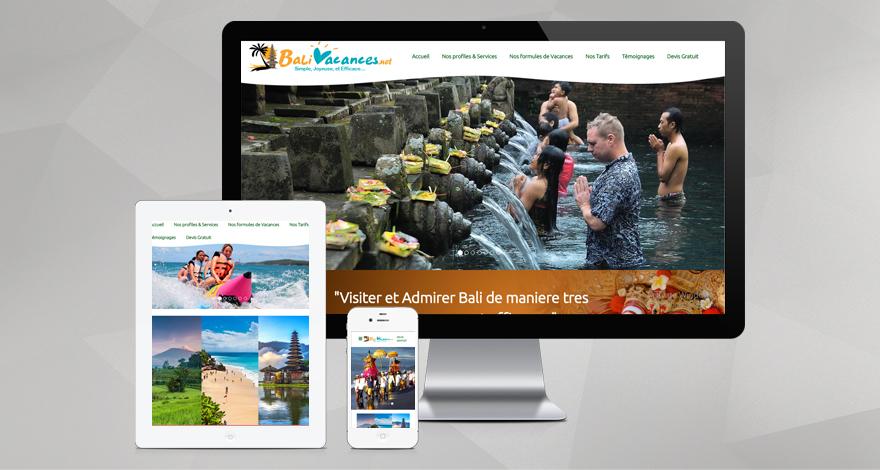 BaliVacances.net
Simple, Joyeuse, et Efficace...
Accueil Nos profiles & Services Nos formules de Vacances Nos Tarifs Témoignages Devis Gratuit
"Visiter et Admirer Bali de maniere tres
Nos profiles & Services Nos formules de Vacances Nos Tarifs
émoignages Devis Gratuit